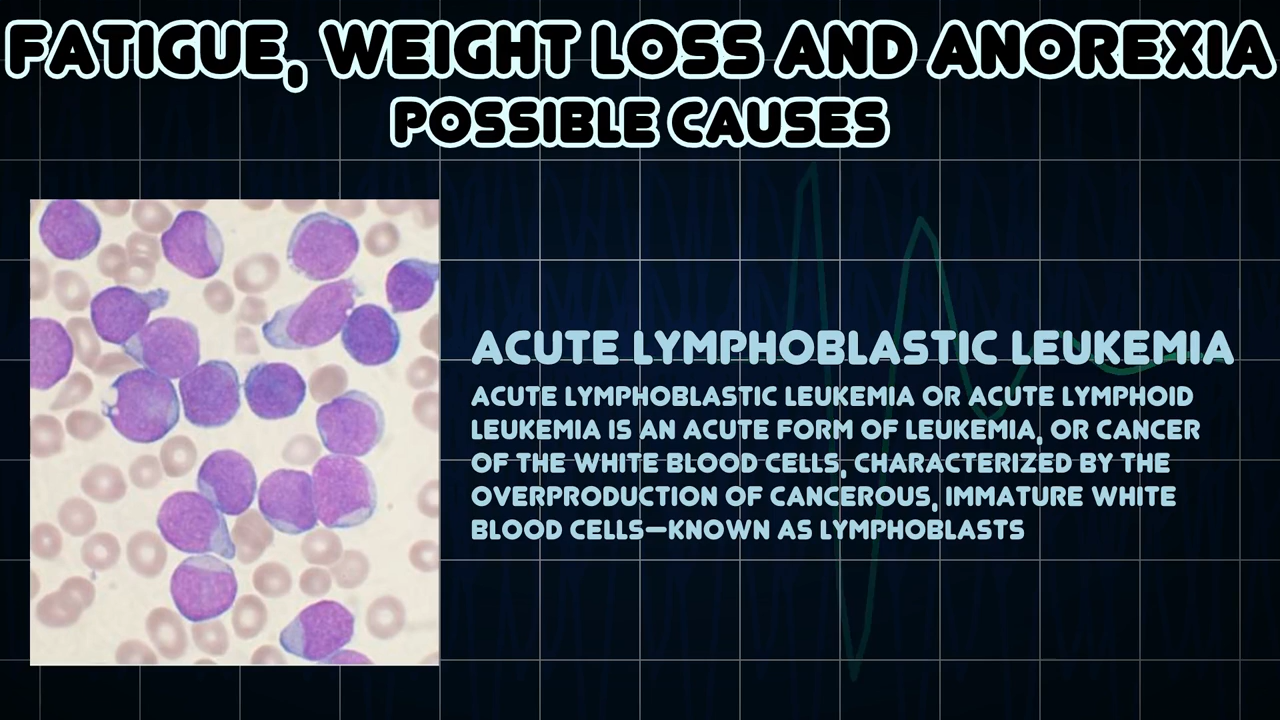 FATIGUE, WEIGHT LOSS AND ANOREXIA
POSSIBLE CAUSES
ACUTE LYMPHOBLASTIC LEUKEMIA
ACUTE LYMPHOBLASTIC LEUKEMIA OR ACUTE LYMPHOID
LEUKEMIA IS AN ACUTE FORM OF LEUKEMIA, OR CANCER
OF THE WHITE BLOOD CELLS, CHARACTERIZED BY THE
OVERPRODUCTION OF CANCEROUS, IMMATURE WHITE
BLOOD CELLS—KNOWN AS LYMPHOBLASTS